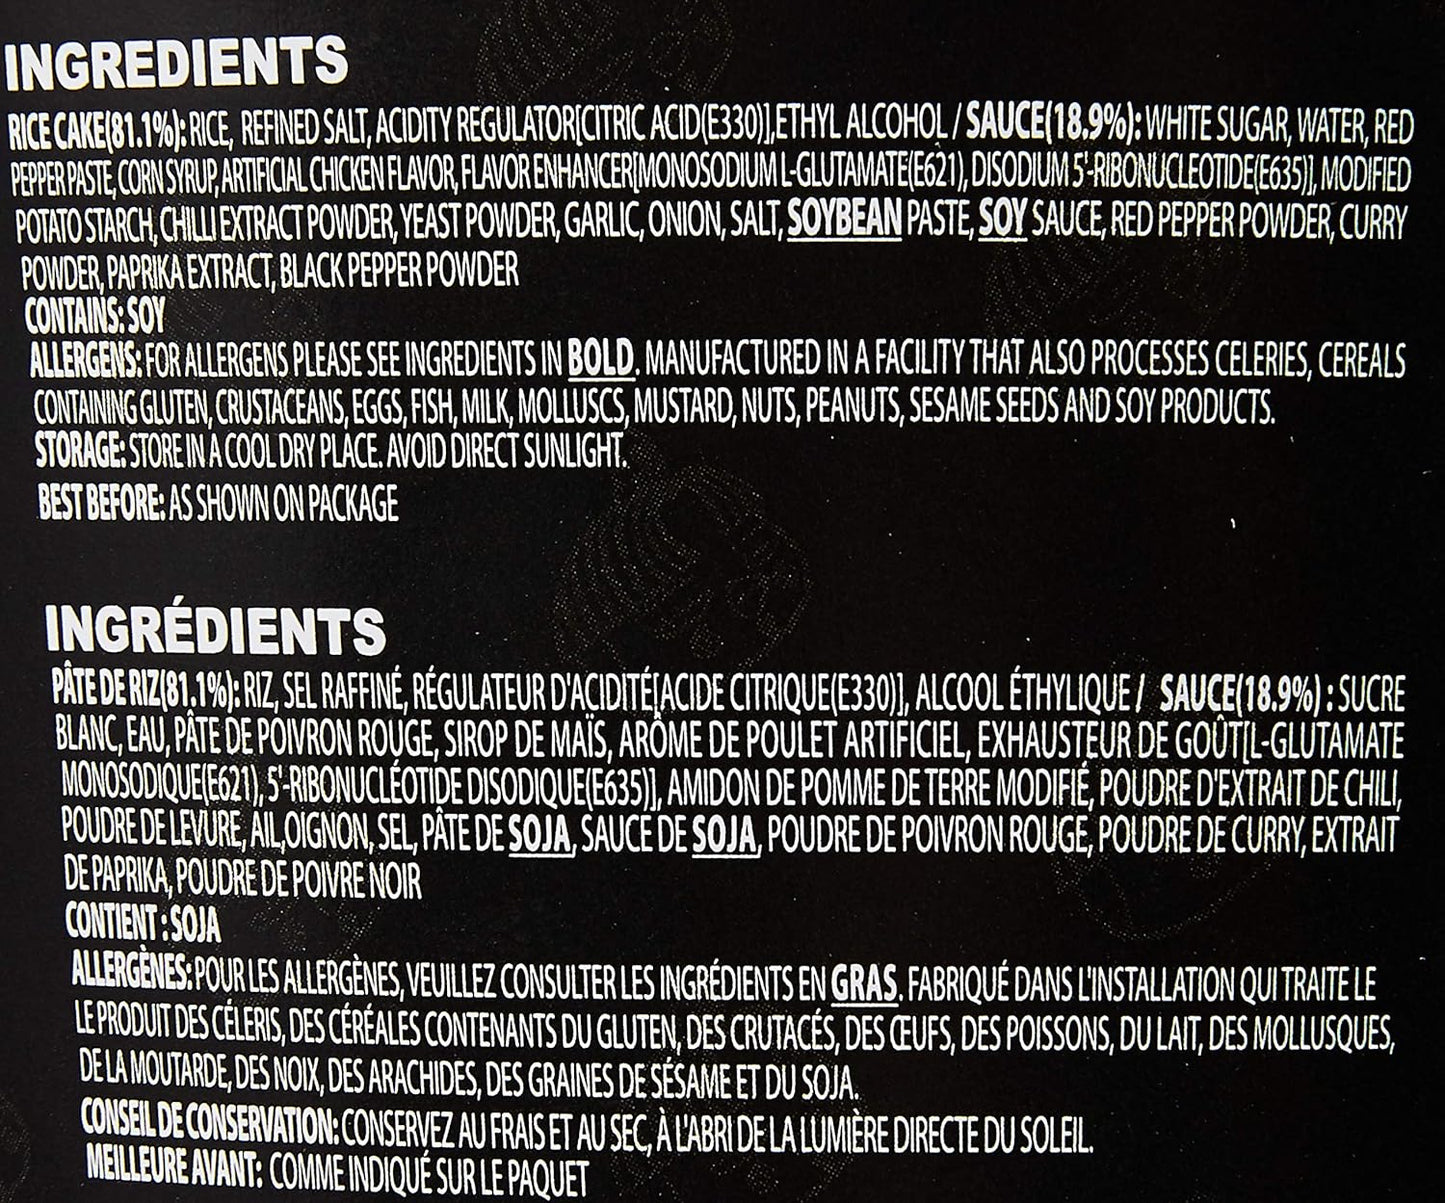 INGREDIENTS
RICE CAKE(81.1%): RICE, REFINED SALT, ACIDITY REGULATOR[CITRIC ACID(E330)],ETHYL ALCOHOL / SAUCE(18.9%): WHITE SUGAR, WATER, RED
PEPPER PASTE, CORN SYRUP, ARTIFICIAL CHICKEN FLAVOR, FLAVOR ENHANCER[MONOSODIUM L-GLUTAMATE(E621), DISODIUM 5'-RIBONUCLEOTIDE(E635)], MODIFIED
POTATO STARCH, CHILLI EXTRACT POWDER, YEAST POWDER, GARLIC, ONION, SALT, SOYBEAN PASTE, SOY SAUCE, RED PEPPER POWDER, CURRY
POWDER, PAPRIKA EXTRACT, BLACK PEPPER POWDER
CONTAINS: SOY
ALLERGENS: FOR ALLERGENS PLEASE SEE INGREDIENTS IN BOLD. MANUFACTURED IN A FACILITY THAT ALSO PROCESSES CELERIES, CEREALS
CONTAINING GLUTEN, CRUSTACEANS, EGGS, FISH, MILK, MOLLUSCS, MUSTARD, NUTS, PEANUTS, SESAME SEEDS AND SOY PRODUCTS.
STORAGE: STORE IN A COOL DRY PLACE. AVOID DIRECT SUNLIGHT.
BEST BEFORE: AS SHOWN ON PACKAGE
INGRÉDIENTS
PÂTE DE RIZ(81.1%): RIZ, SEL RAFFINÉ, RÉGULATEUR D'ACIDITÉ[ACIDE CITRIQUE(E330)], ALCOOL ÉTHYLIQUE / SAUCE(18.9%) : SUCRE
BLANC, EAU, PÂTE DE POIVRON ROUGE, SIROP DE MAÏS, ARÔME DE POULET ARTIFICIEL, EXHAUSTEUR DE GOÛT[L-GLUTAMATE
MONOSODIQUE(E621), 5'-RIBONUCLÉOTIDE DISODIQUE(E635)], AMIDON DE POMME DE TERRE MODIFIÉ, POUDRE D'EXTRAIT DE CHILI,
POUDRE DE LEVURE, AIL,OIGNON, SEL, PÂTE DE SOJA, SAUCE DE SOJA, POUDRE DE POIVRON ROUGE, POUDRE DE CURRY, EXTRAIT
DE PAPRIKA, POUDRE DE POIVRE NOIR
CONTIENT : SOJA
ALLERGÈNES: POUR LES ALLERGÈNES, VEUILLEZ CONSULTER LES INGRÉDIENTS EN GRAS. FABRIQUÉ DANS L'INSTALLATION QUI TRAITE LE
LE PRODUIT DES CÉLERIS, DES CÉRÉALES CONTENANTS DU GLUTEN, DES CRUTACÉS, DES ŒUFS, DES POISSONS, DU LAIT, DES MOLLUSQUES,
DE LA MOUTARDE, DES NOIX, DES ARACHIDES, DES GRAINES DE SÉSAME ET DU SOJA.
CONSEIL DE CONSERVATION: CONSERVEZ AU FRAIS ET AU SEC, À L'ABRI DE LA LUMIÈRE DIRECTE DU SOLEIL.
MEILLEURE AVANT: COMME INDIQUÉ SUR LE PAQUET